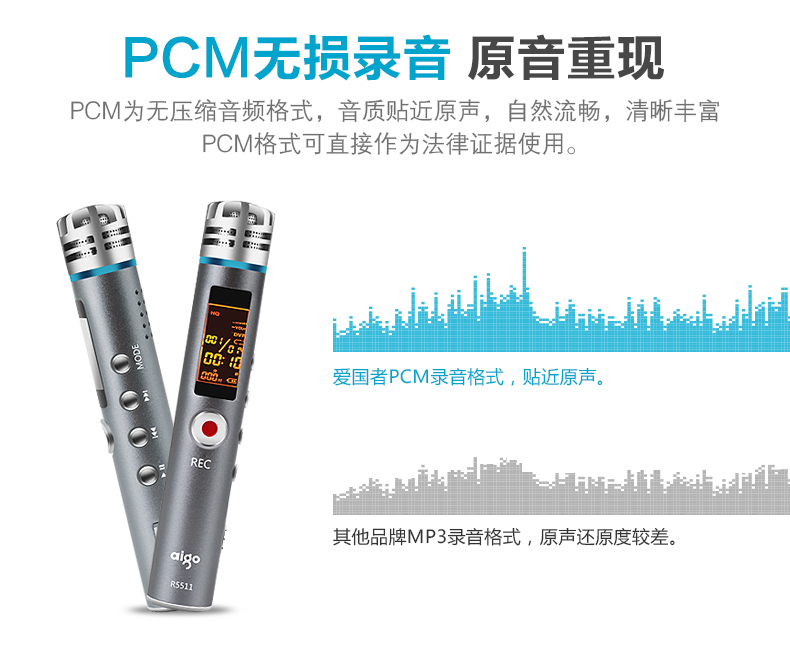 PCM无损录音 原音重现
PCM为无压缩音频格式，音质贴近原声，自然流畅，清晰丰富
PCM格式可直接作为法律证据使用。
HQ
001/07
00:10
000
MODE
REC
aigo
R5511
爱国者PCM录音格式，贴近原声。
其他品牌MP3录音格式，原声还原度较差。